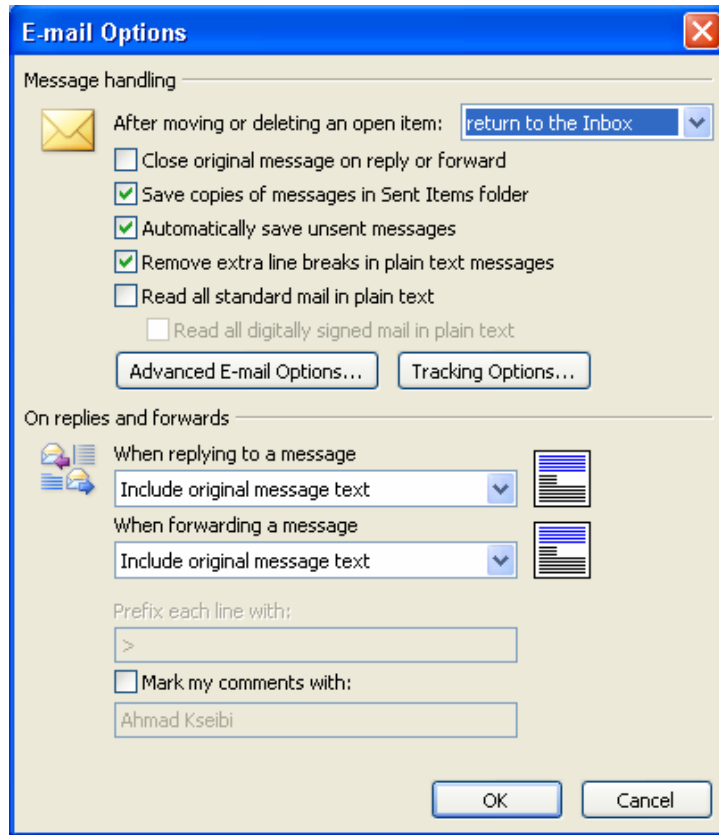 E-mail Options
Message handling
After moving or deleting an open item: return to the Inbox
Close original message on reply or forward
Save copies of messages in Sent Items folder
Automatically save unsent messages
Remove extra line breaks in plain text messages
Read all standard mail in plain text
Read all digitally signed mail in plain text
Advanced E-mail Options... Tracking Options...
On replies and forwards
When replying to a message
Include original message text
When forwarding a message
Include original message text
Prefix each line with:
>
Mark my comments with:
Ahmad Kseibi
OK Cancel